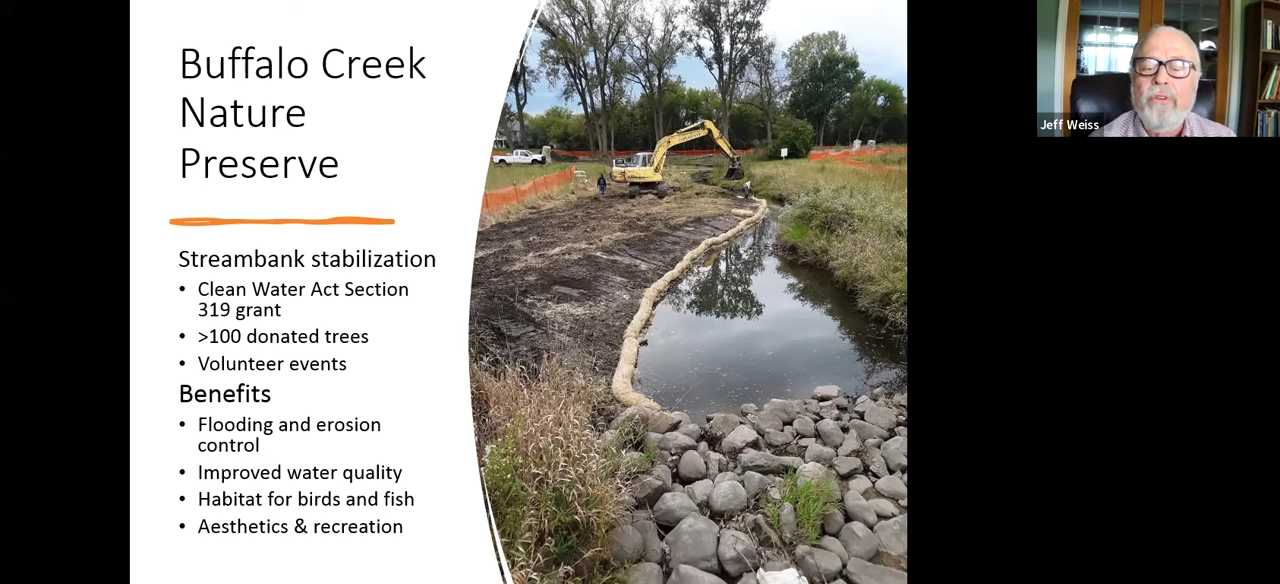 Buffalo Creek
Nature
Preserve
Streambank stabilization
• Clean Water Act Section
319 grant
• >100 donated trees
• Volunteer events
Benefits
• Flooding and erosion
control
• Improved water quality
• Habitat for birds and fish
• Aesthetics & recreation
Jeff Weiss